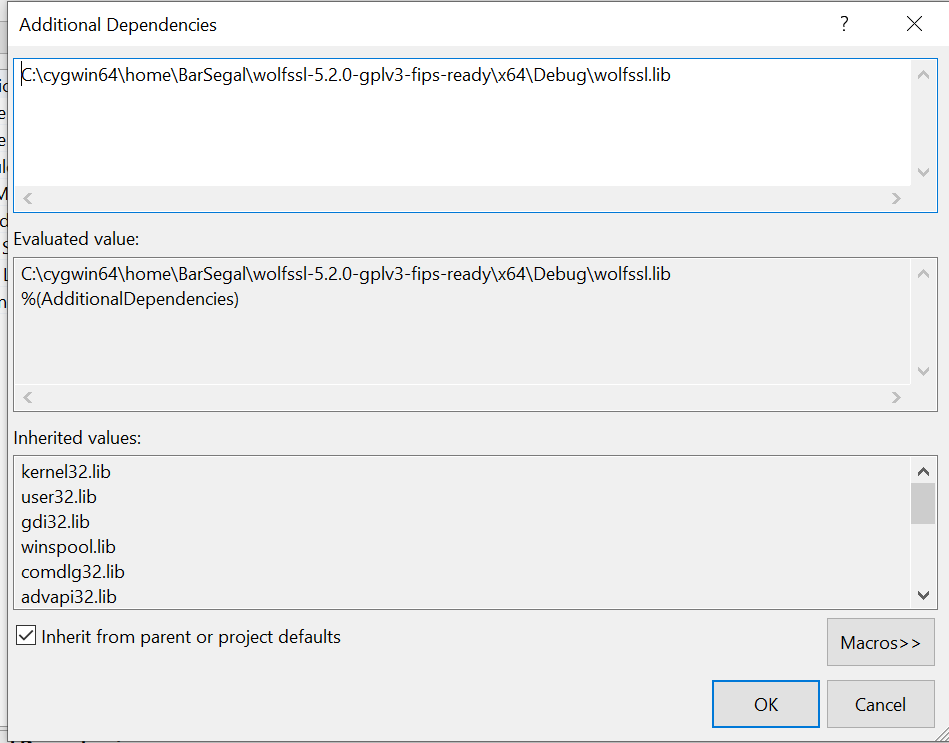 Additional Dependencies
?
C:\cygwin64\home\BarSegal\wolfssl-5.2.0-gplv3-fips-ready\x64\Debug\wolfssl.lib
Evaluated value:
C:\cygwin64\home\BarSegal\wolfssl-5.2.0-gplv3-fips-ready\x64\Debug\wolfssl.lib
%(AdditionalDependencies)
Inherited values:
kernel32.lib
user32.lib
gdi32.lib
winspool.lib
comdlg32.lib
advapi32.lib
Inherit from parent or project defaults
Macros>>
OK
Cancel